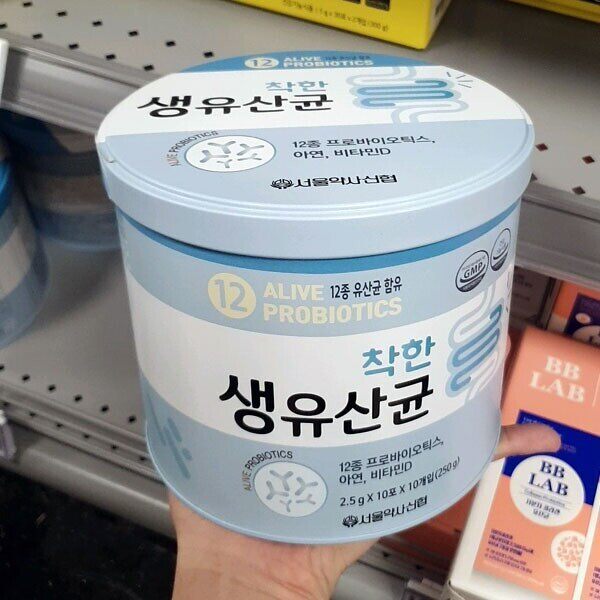 12 ALIVE PROBIOTICS
착한
생유산균
ALIVE PROBIOTICS
12종 프로바이오틱스,
아연, 비타민D
서울약사신협
12 ALIVE PROBIOTICS
12종 유산균 함유
GMP
착한
생유산균
ALIVE PROBIOTICS
12종 프로바이오틱스,
아연, 비타민D
2.5g X 10포 X 10개입(250g)
서울약사신협
BB
LAB
BB
LAB